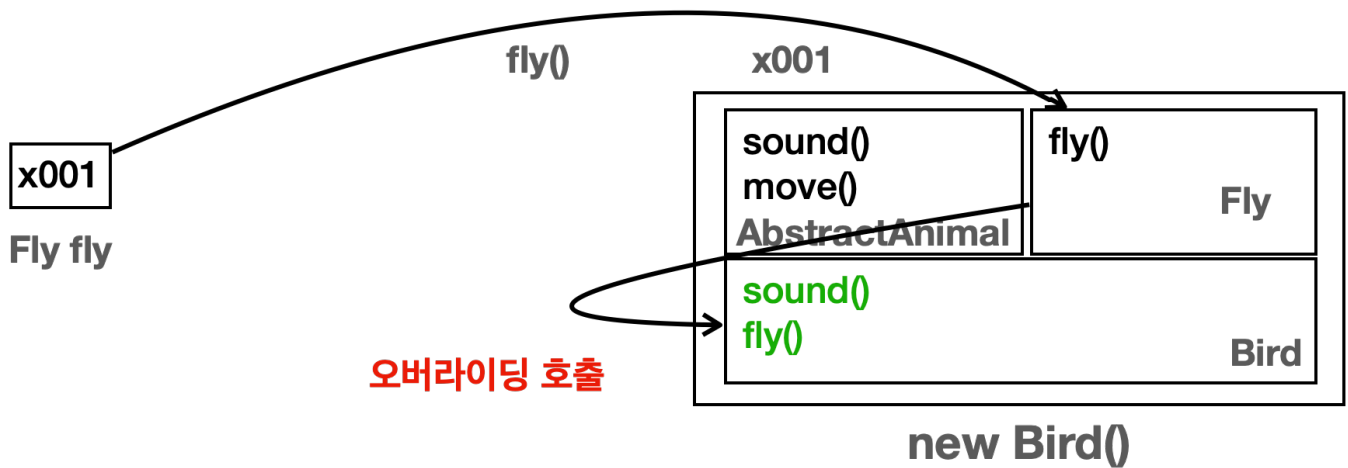 fly()
x001
x001
Fly fly
sound()
move()
AbstractAnimal
fly()
Fly
sound()
fly()
Bird
오버라이딩 호출
new Bird()